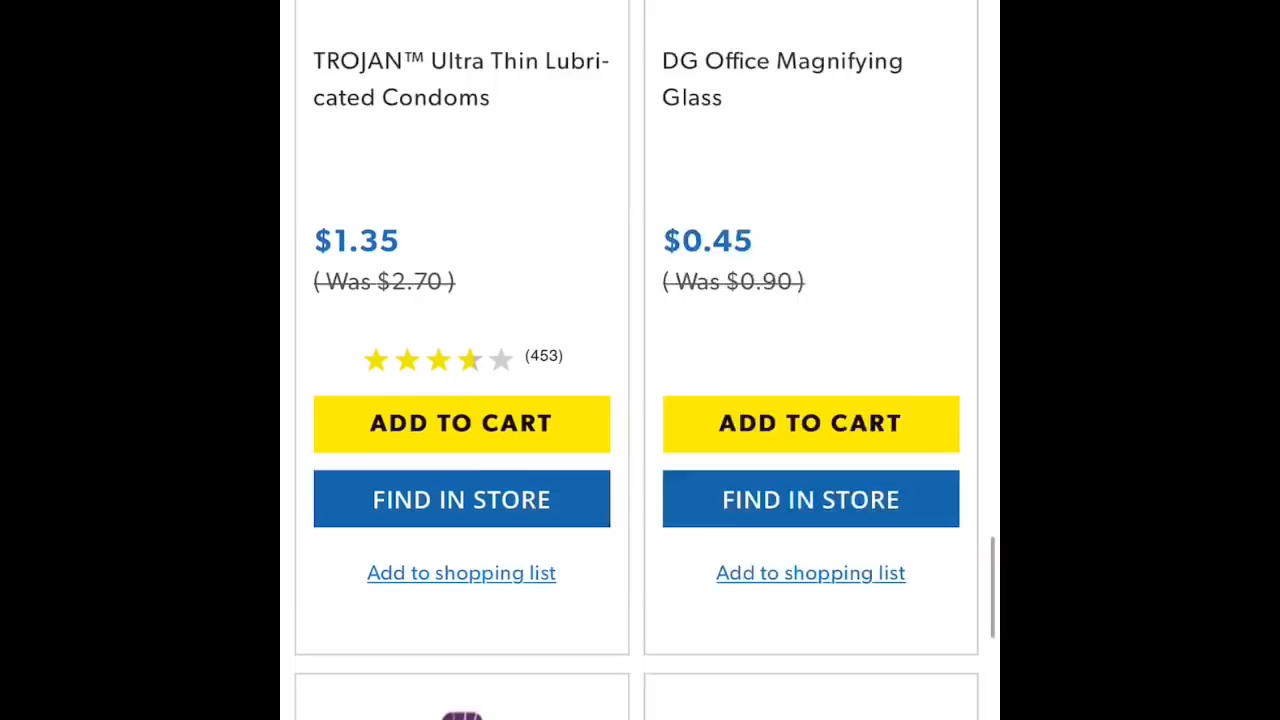 TROJAN™ Ultra Thin Lubri-
cated Condoms
$1.35
( Was $2.70 )
(453)
ADD TO CART
FIND IN STORE
Add to shopping list
DG Office Magnifying
Glass
$0.45
( Was $0.90 )
ADD TO CART
FIND IN STORE
Add to shopping list